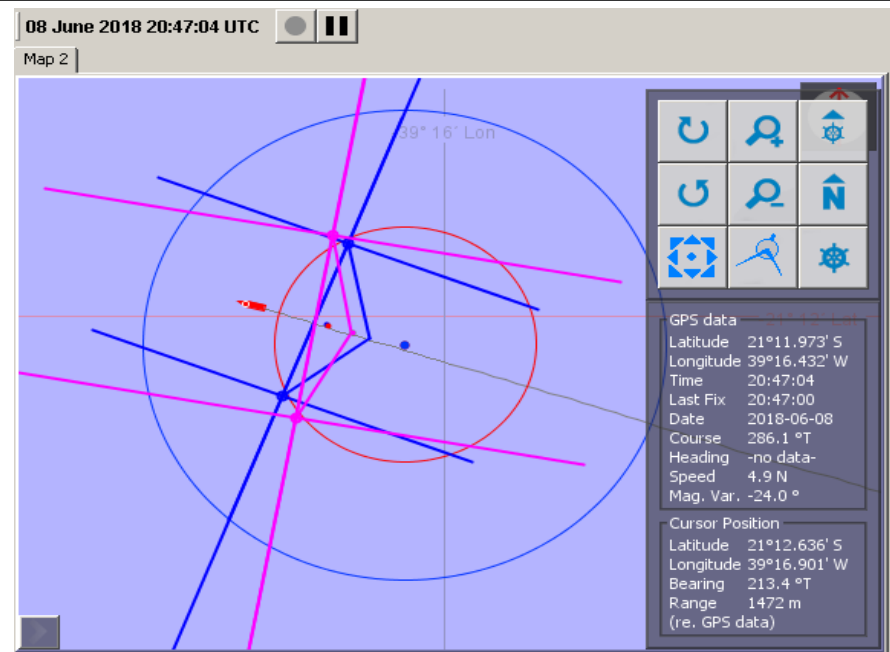 08 June 2018 20:47:04 UTC
Map 2
39° 16' Lon
N
21° 12' Lat
GPS data
Latitude 21°11.973' S
Longitude 39°16.432' W
Time 20:47:04
Last Fix 20:47:00
Date 2018-06-08
Course 286.1 °T
Heading -no data-
Speed 4.9 N
Mag. Var. -24.0 °
Cursor Position
Latitude 21°12.636' S
Longitude 39°16.901' W
Bearing 213.4 °T
Range 1472 m
(re. GPS data)